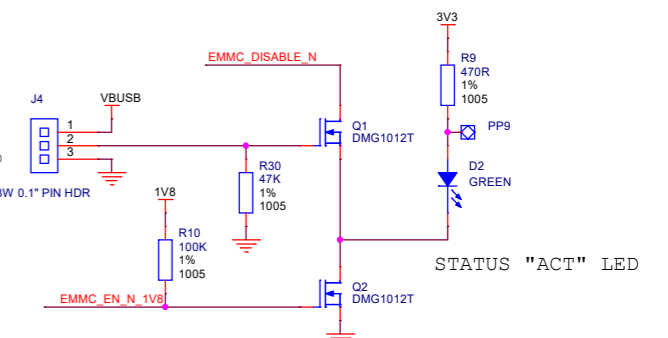 3V3
EMMC_DISABLE_N
R9
470R
1%
1005
J4
VBUSB
1
2
3
Q1
DMG1012T
PP9
D2
GREEN
R30
47K
1%
1005
W 0.1" PIN HDR
1V8
R10
100K
1%
1005
STATUS "ACT" LED
Q2
DMG1012T
EMMC_EN_N_1V8